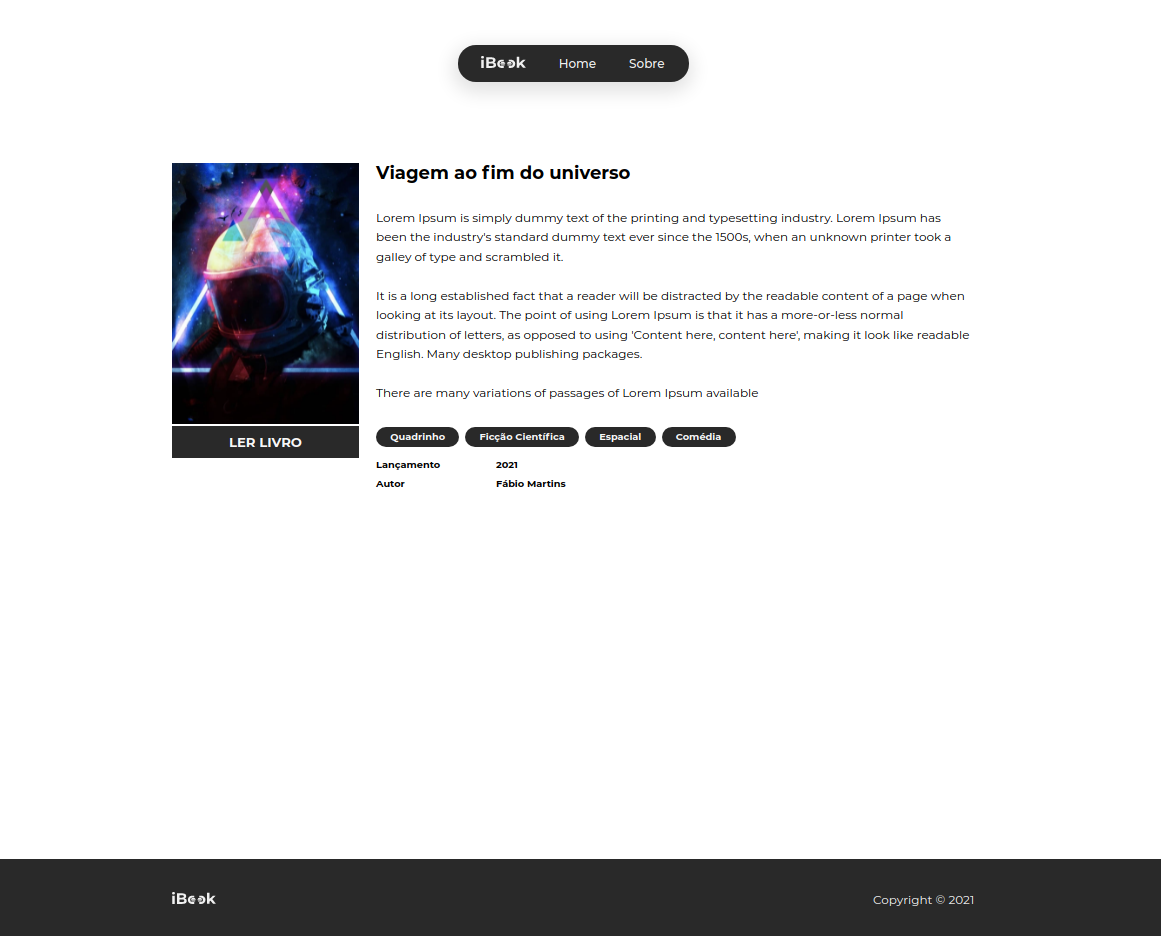 iBook
Home
Sobre
Viagem ao fim do universo
Lorem Ipsum is simply dummy text of the printing and typesetting industry. Lorem Ipsum has
been the industry's standard dummy text ever since the 1500s, when an unknown printer took a
galley of type and scrambled it.
It is a long established fact that a reader will be distracted by the readable content of a page when
looking at its layout. The point of using Lorem Ipsum is that it has a more-or-less normal
distribution of letters, as opposed to using 'Content here, content here', making it look like readable
English. Many desktop publishing packages.
There are many variations of passages of Lorem Ipsum available
LER LIVRO
Quadrinho
Ficção Científica
Espacial
Comédia
Lançamento 2021
Autor Fábio Martins
iBook
Copyright © 2021